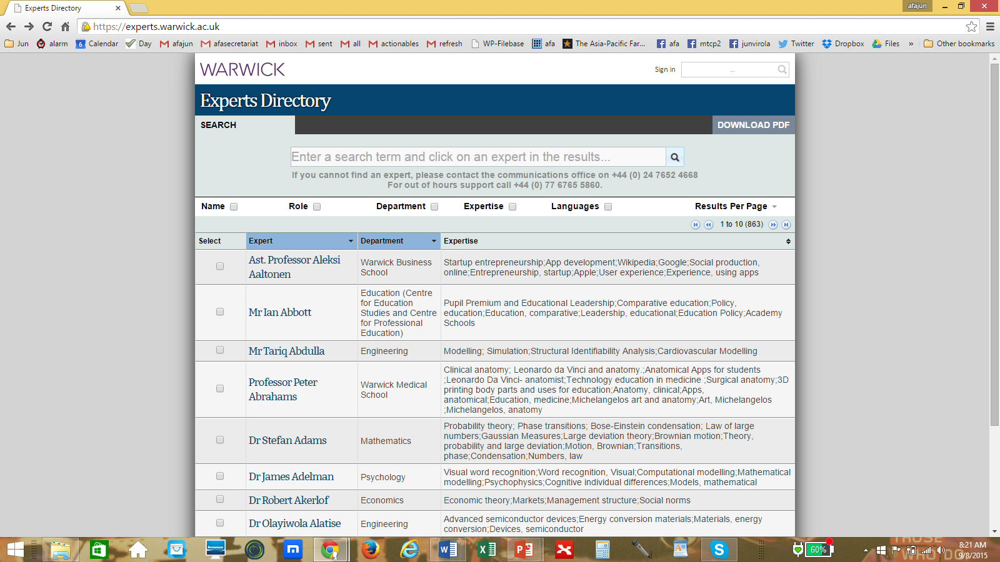 Experts Directory
afajun
https://experts.warwick.ac.uk
Jun alarm Calendar Day afajun afasecretariat inbox sent all actionables refresh WP-Filebase afa The Asia-Pacific Far... afa mtcp2 junvirola Twitter Dropbox Files » Other bookmarks
WARWICK
Sign in ...
Experts Directory
SEARCH DOWNLOAD PDF
Enter a search term and click on an expert in the results...
If you cannot find an expert, please contact the communications office on +44 (0) 24 7652 4668
For out of hours support call +44 (0) 77 6765 5860.
Name Role Department Expertise Languages Results Per Page
1 to 10 (863)
Select Expert Department Expertise
Ast. Professor Aleksi
Aaltonen
Warwick Business
School
Startup entrepreneurship;App development;Wikipedia;Google;Social production,
online;Entrepreneurship, startup;Apple;User experience;Experience, using apps
Mr Ian Abbott
Education (Centre
for Education
Studies and Centre
for Professional
Education)
Pupil Premium and Educational Leadership;Comparative education;Policy,
education;Education, comparative;Leadership, educational;Education Policy;Academy
Schools
Mr Tariq Abdulla
Engineering
Modelling; Simulation;Structural Identifiability Analysis;Cardiovascular Modelling
Professor Peter
Abrahams
Warwick Medical
School
Clinical anatomy; Leonardo da Vinci and anatomy.;Anatomical Apps for students
;Leonardo Da Vinci- anatomist;Technology education in medicine ;Surgical anatomy;3D
printing body parts and uses for education;Anatomy, clinical;Apps,
anatomical;Education, medicine;Michelangelos art and anatomy;Art, Michelangelos
;Michelangelos, anatomy
Dr Stefan Adams
Mathematics
Probability theory; Phase transitions; Bose-Einstein condensation; Law of large
numbers;Gaussian Measures;Large deviation theory;Brownian motion;Theory,
probability and large deviation;Motion, Brownian;Transitions,
phase;Condensation;Numbers, law
Dr James Adelman
Psychology
Visual word recognition;Word recognition, Visual;Computational modelling;Mathematical
modelling;Psychophysics;Cognitive individual differences;Models, mathematical
Dr Robert Akerlof
Economics
Economic theory;Markets;Management structure;Social norms
Dr Olayiwola Alatise
Engineering
Advanced semiconductor devices;Energy conversion materials;Materials, energy
conversion;Devices, semiconductor
lenovo
60%
THOSE
WHO DO
8:21 AM
9/8/2015